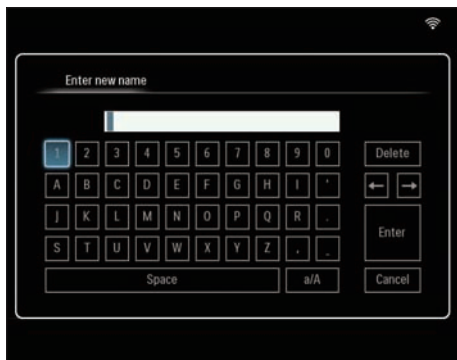 Enter new name
1 2 3 4 5 6 7 8 9 0 Delete
A B C D E F G H I ' ← →
J K L M N O P Q R . Enter
S T U V W X Y Z , _
Space a/A Cancel